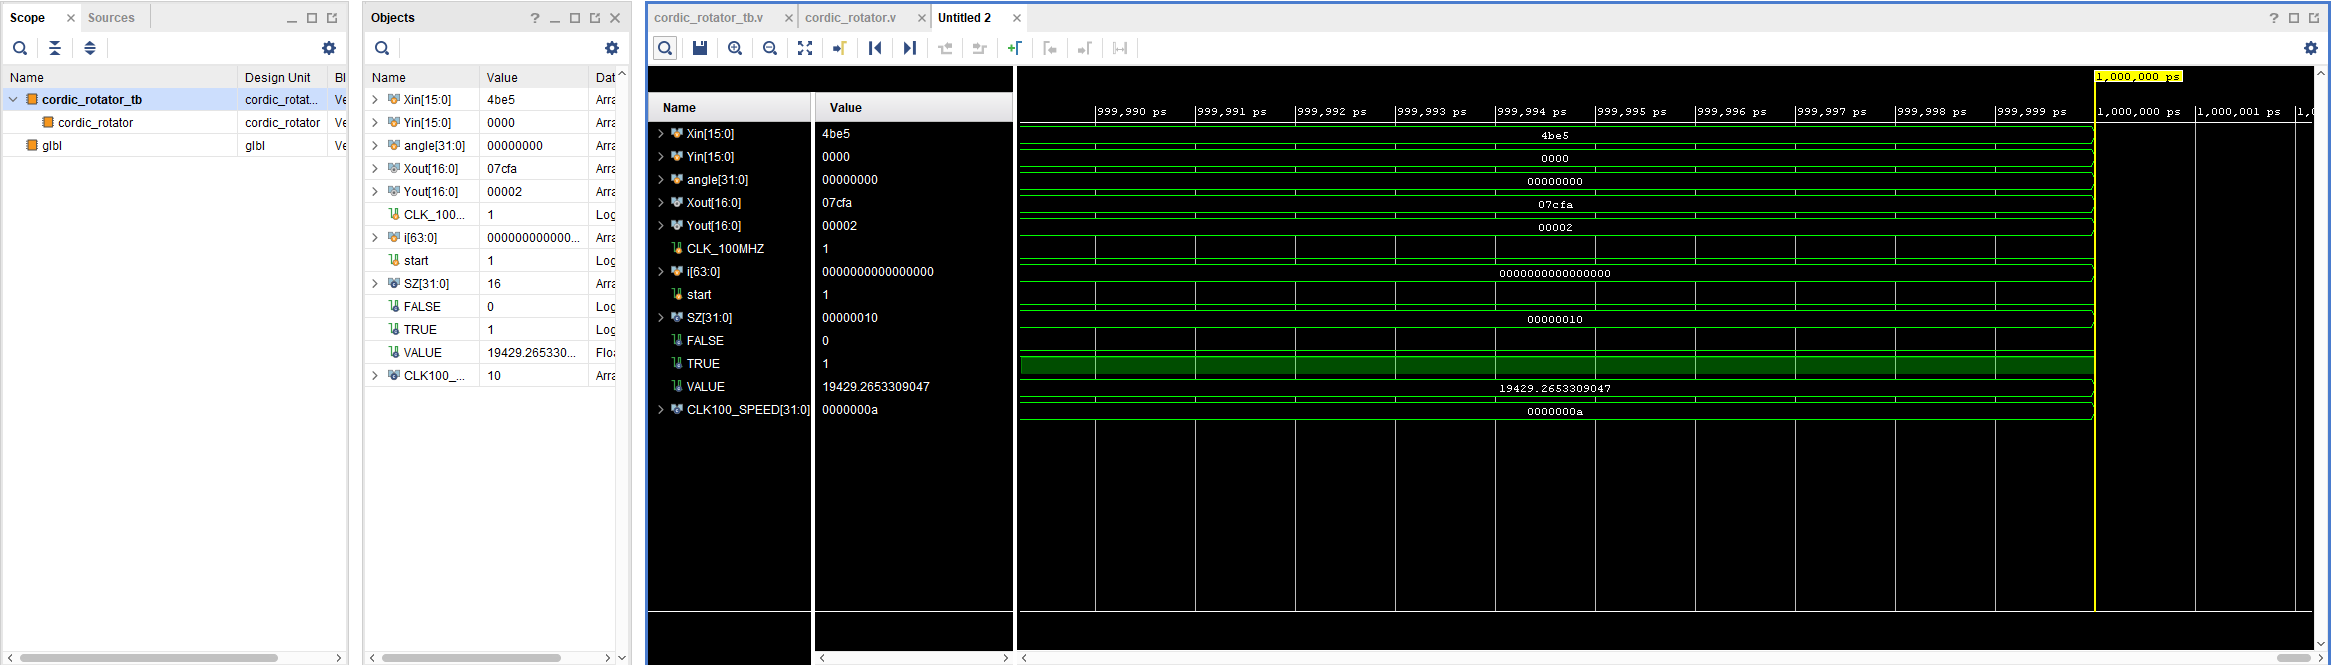 Scope
Sources
Name Design Unit Bl
cordic_rotator_tb cordic_rotat... Ve
cordic_rotator cordic_rotator Ve
glbl glbl Ve
Objects
Name Value Dat
Xin[15:0] 4be5 Arra
Yin[15:0] 0000 Arra
angle[31:0] 00000000 Arra
Xout[16:0] 07cfa Arra
Yout[16:0] 00002 Arra
CLK_100... 1 Log
i[63:0] 000000000000... Arra
start 1 Log
SZ[31:0] 16 Arra
FALSE 0 Log
TRUE 1 Log
VALUE 19429.265330... Floa
CLK100_... 10 Arra
cordic_rotator_tb.v
cordic_rotator.v
Untitled 2
1,000,000 ps
Name Value
999,990 ps 999,991 ps 999,992 ps 999,993 ps 999,994 ps 999,995 ps 999,996 ps 999,997 ps 999,998 ps 999,999 ps 1,000,000 ps 1,000,001 ps 1,0
Xin[15:0] 4be5 4be5
Yin[15:0] 0000 0000
angle[31:0] 00000000 00000000
Xout[16:0] 07cfa 07cfa
Yout[16:0] 00002 00002
CLK_100MHZ 1
i[63:0] 0000000000000000 0000000000000000
start 1
SZ[31:0] 00000010 00000010
FALSE 0
TRUE 1
VALUE 19429.2653309047 19429.2653309047
CLK100_SPEED[31:0] 0000000a 0000000a